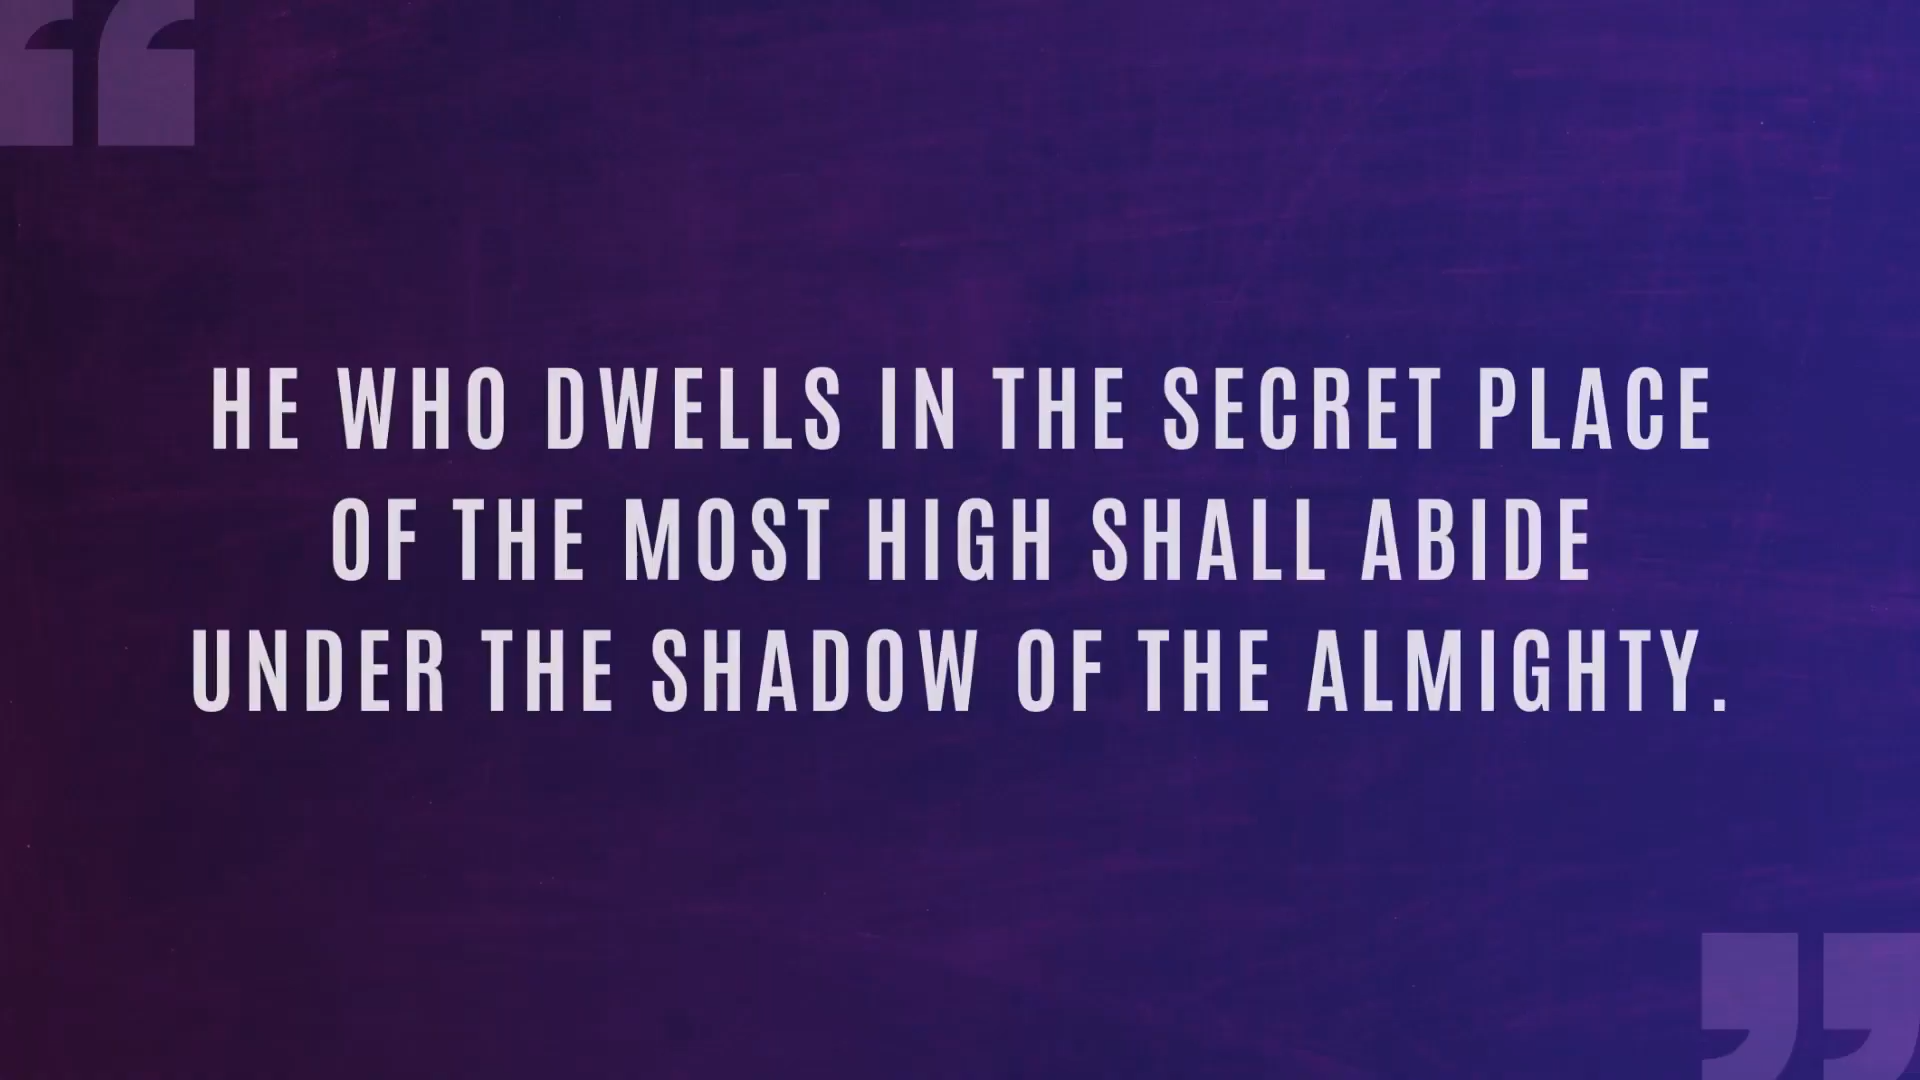 HE WHO DWELLS IN THE SECRET PLACE
OF THE MOST HIGH SHALL ABIDE
UNDER THE SHADOW OF THE ALMIGHTY.